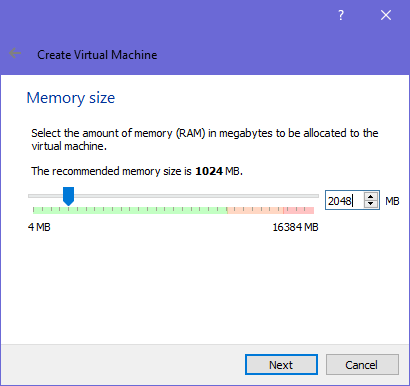 ? ×
Create Virtual Machine
Memory size
Select the amount of memory (RAM) in megabytes to be allocated to the
virtual machine.
The recommended memory size is 1024 MB.
2048 MB
4 MB 16384 MB
Next Cancel